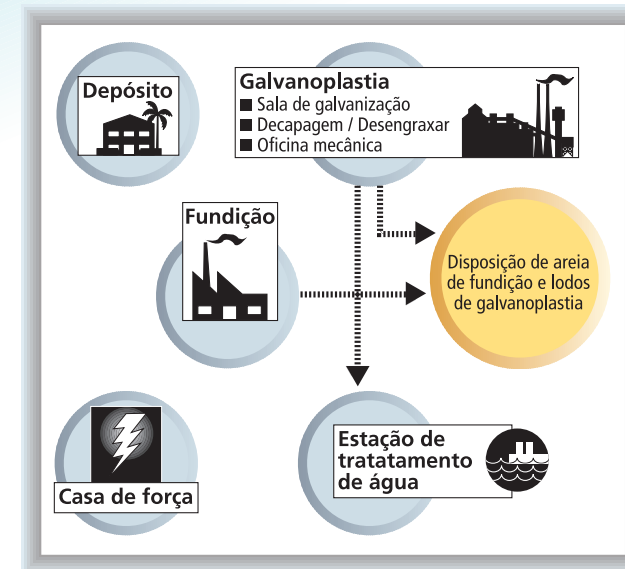 Depósito
Galvanoplastia
■ Sala de galvanização
■ Decapagem / Desengraxar
■ Oficina mecânica
Fundição
Disposição de areia
de fundição e lodos
de galvanoplastia
Casa de força
Estação de
tratatamento
de água